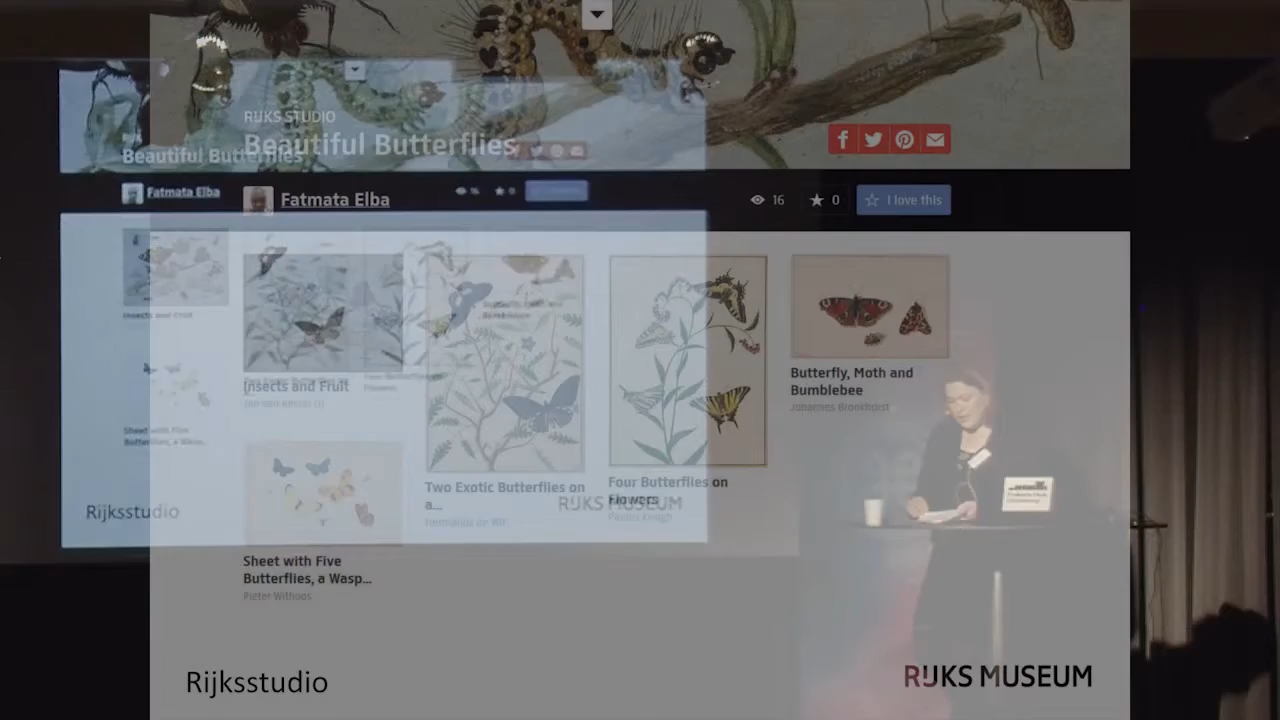 RIJKS STUDIO
Beautiful Butterflies
Beautiful Butterflies
Fatmata Elba
Fatmata Elba
16
0
I love this
Insects and Fruit
Insects and Fruit
Two Exotic Butterflies on
a...
Four Butterflies on
Flowers
Butterfly, Moth and
Bumblebee
Johannes Bronkhorst
Sheet with Five
Butterflies, a Wasp...
Sheet with Five
Butterflies, a Wasp...
Pieter Withoos
Rijksstudio
RIJKS MUSEUM
Rijksstudio
RIJKS MUSEUM